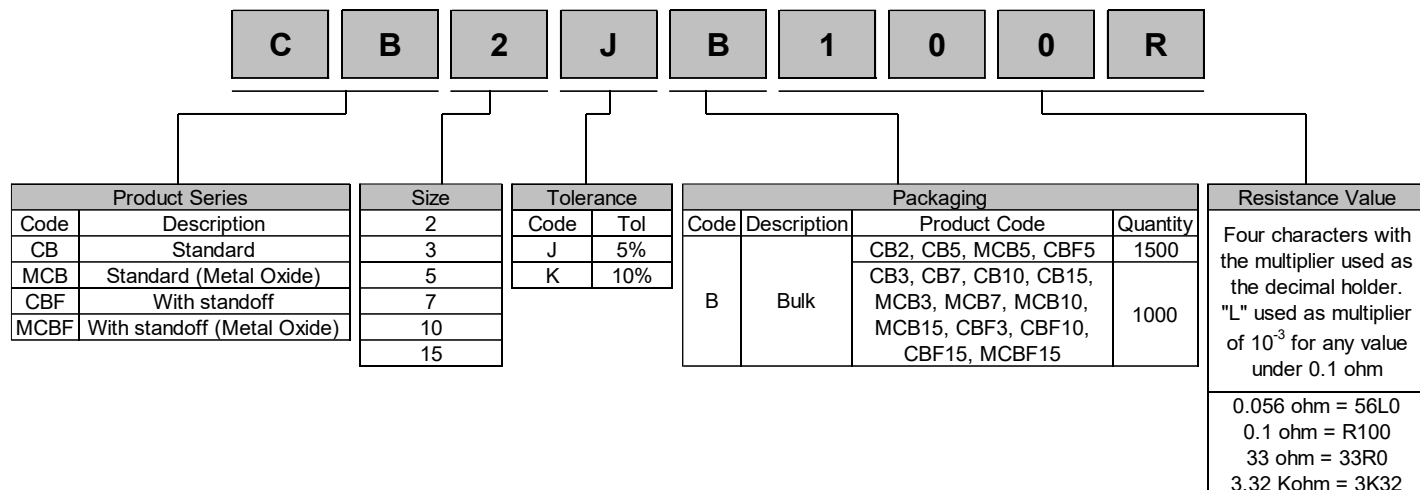 C B 2 J B 1 0 0 R
Product Series
Code Description
CB Standard
MCB Standard (Metal Oxide)
CBF With standoff
MCBF With standoff (Metal Oxide)
Size
2
3
5
7
10
15
Tolerance
Code Tol
J 5%
K 10%
Packaging
Code Description Product Code Quantity
B Bulk
CB2, CB5, MCB5, CBF5 1500
CB3, CB7, CB10, CB15,
MCB3, MCB7, MCB10,
MCB15, CBF3, CBF10,
CBF15, MCBF15
1000
Resistance Value
Four characters with
the multiplier used as
the decimal holder.
"L" used as multiplier
of 10⁻³ for any value
under 0.1 ohm
0.056 ohm = 56L0
0.1 ohm = R100
33 ohm = 33R0
3.32 Kohm = 3K32